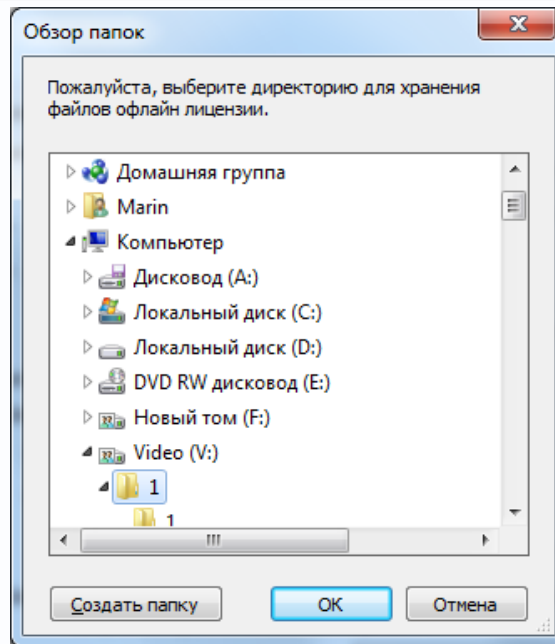 Обзор папок
Пожалуйста, выберите директорию для хранения
файлов офлайн лицензии.
Домашняя группа
Marin
Компьютер
Дисковод (A:)
Локальный диск (C:)
Локальный диск (D:)
DVD RW дисковод (E:)
Новый том (F:)
Video (V:)
1
1
Создать папку
ОК
Отмена